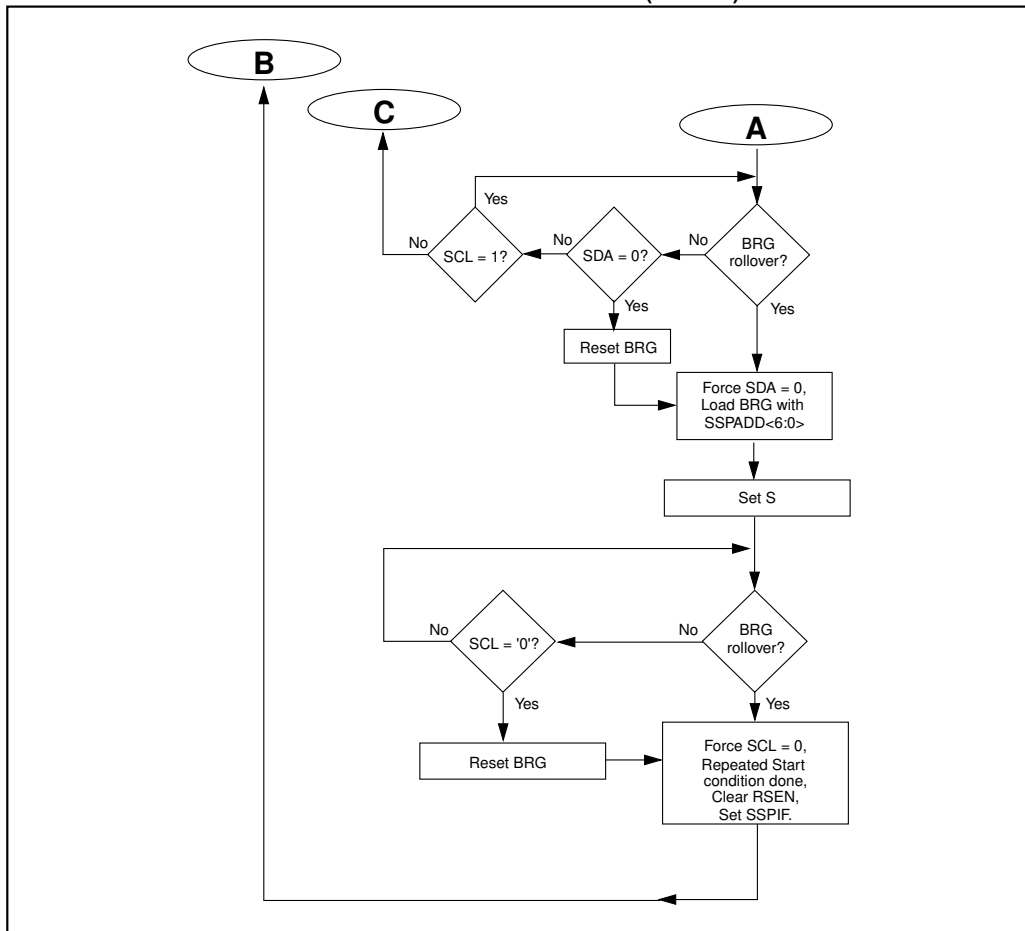 B
C
A
Yes
No
SCL = 1?
No
SDA = 0?
No
BRG
rollover?
Yes
Yes
Reset BRG
Force SDA = 0,
Load BRG with
SSPADD<6:0>
Set S
No
SCL = '0'?
No
BRG
rollover?
Yes
Yes
Reset BRG
Force SCL = 0,
Repeated Start
condition done,
Clear RSEN,
Set SSPIF.